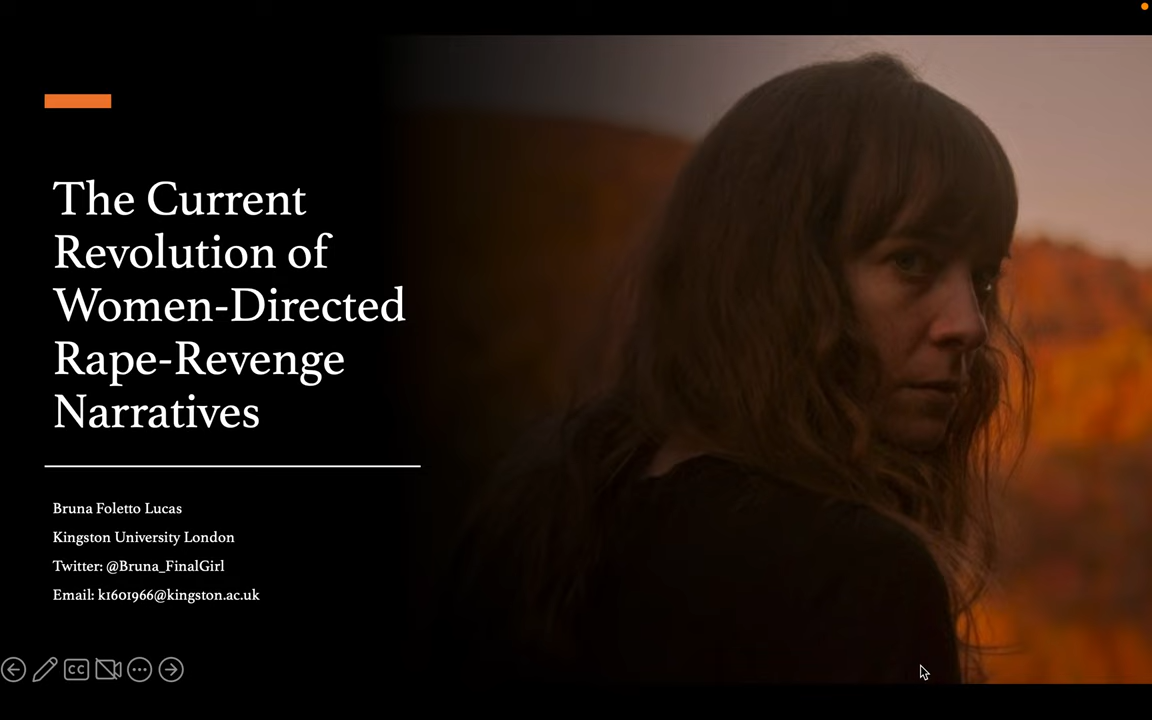 The Current
Revolution of
Women-Directed
Rape-Revenge
Narratives
Bruna Foletto Lucas
Kingston University London
Twitter: @Bruna_FinalGirl
Email: k1601966@kingston.ac.uk
CC